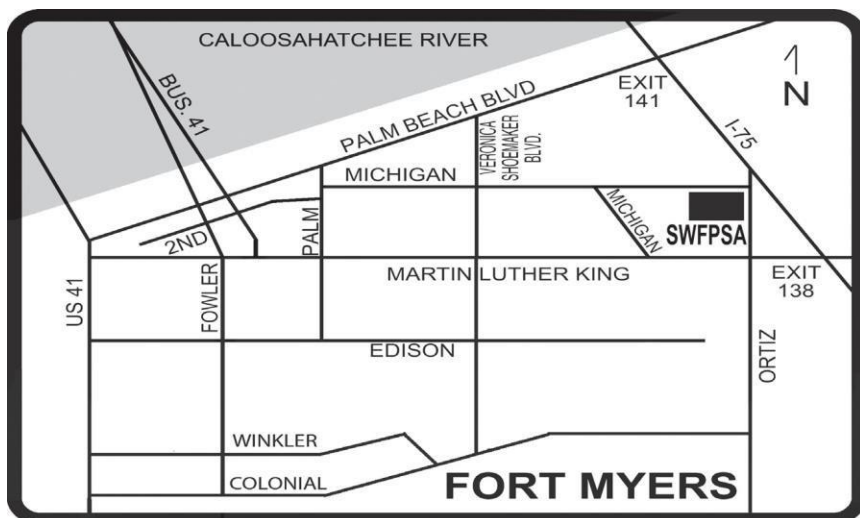 CALOOSAHATCHEE RIVER
BUS. 41
PALM BEACH BLVD
EXIT
141
N
I-75
VERONICA
SHOEMAKER
BLVD.
MICHIGAN
MICHIGAN
SWFPSA
2ND
PALM
MARTIN LUTHER KING
EXIT
138
US 41
FOWLER
EDISON
ORTIZ
WINKLER
COLONIAL
FORT MYERS